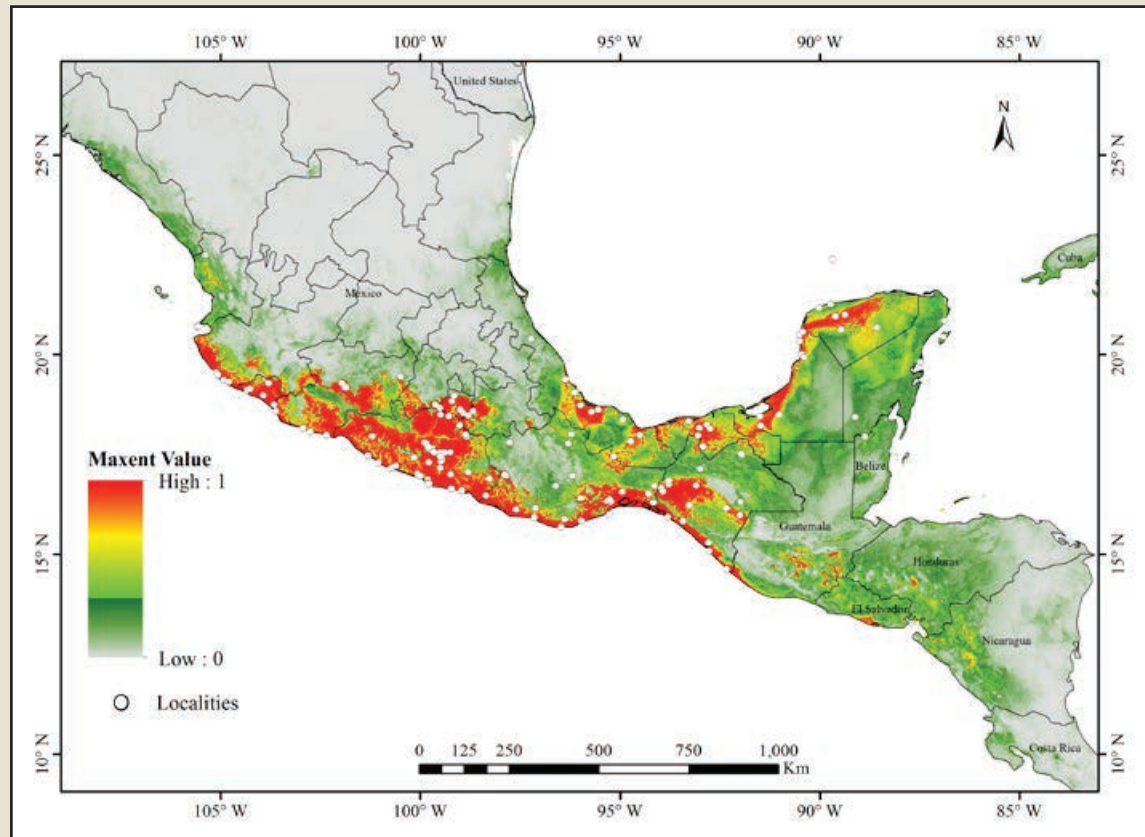 105° W 100° W 95° W 90° W 85° W
United States
N
25° N 25° N
Cuba
México
20° N 20° N
Maxent Value
High : 1
Belize
Guatemala
15° N 15° N
Honduras
El Salvador
Nicaragua
Low : 0
Localities
0 125 250 500 750 1,000
Km
Costa Rica
10° N 10° N
105° W 100° W 95° W 90° W 85° W